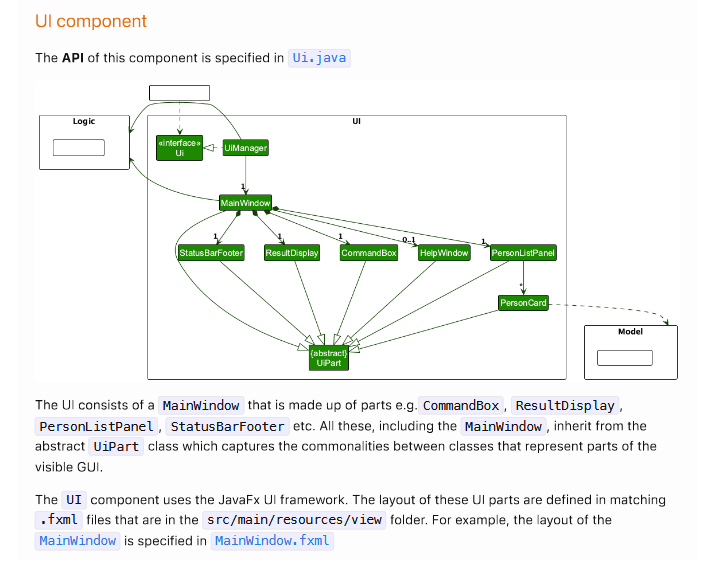 UI component
The API of this component is specified in Ui.java
Logic
UI
«interface»
Ui
UiManager
1
MainWindow
1
1
1
0..1
1
StatusBarFooter
ResultDisplay
CommandBox
HelpWindow
PersonListPanel
*
PersonCard
Model
{abstract}
UiPart
The UI consists of a MainWindow that is made up of parts e.g. CommandBox , ResultDisplay ,
PersonListPanel , StatusBarFooter etc. All these, including the MainWindow , inherit from the
abstract UiPart class which captures the commonalities between classes that represent parts of the
visible GUI.
The UI component uses the JavaFx UI framework. The layout of these UI parts are defined in matching
.fxml files that are in the src/main/resources/view folder. For example, the layout of the
MainWindow is specified in MainWindow.fxml